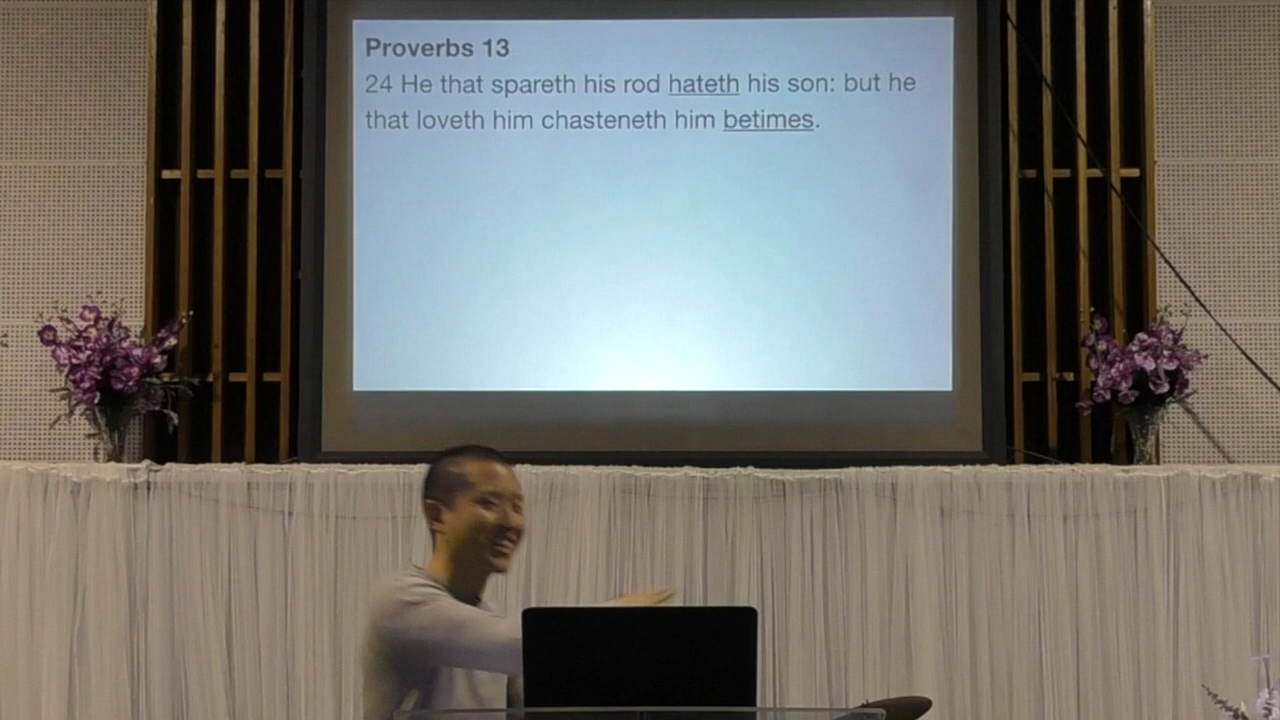 Proverbs 13
24 He that spareth his rod hateth his son: but he
that loveth him chasteneth him betimes.